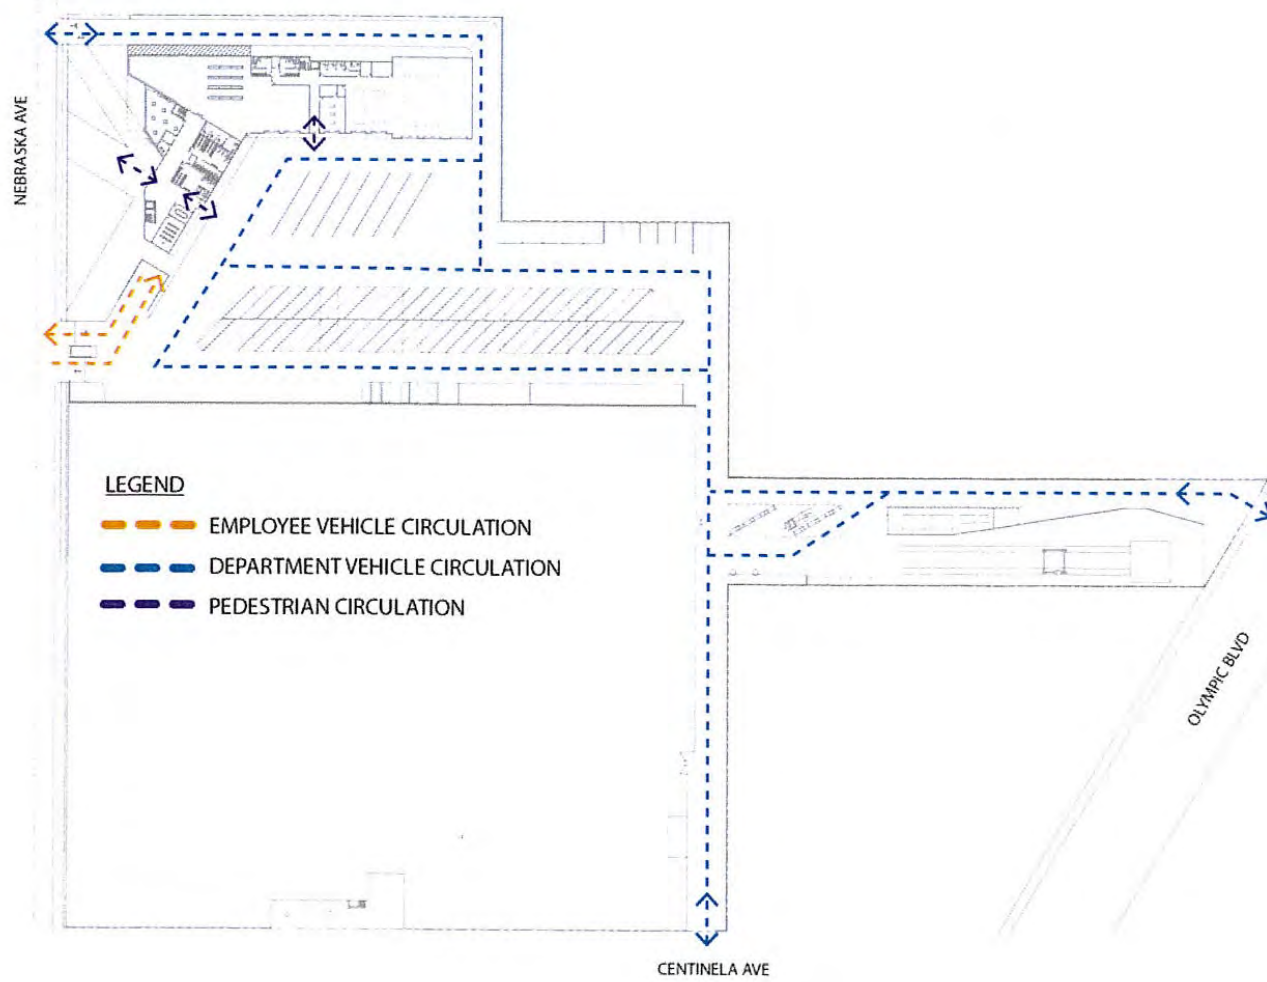 NEBRASKA AVE
LEGEND
EMPLOYEE VEHICLE CIRCULATION
DEPARTMENT VEHICLE CIRCULATION
PEDESTRIAN CIRCULATION
OLYMPIC BLVD
CENTINELA AVE